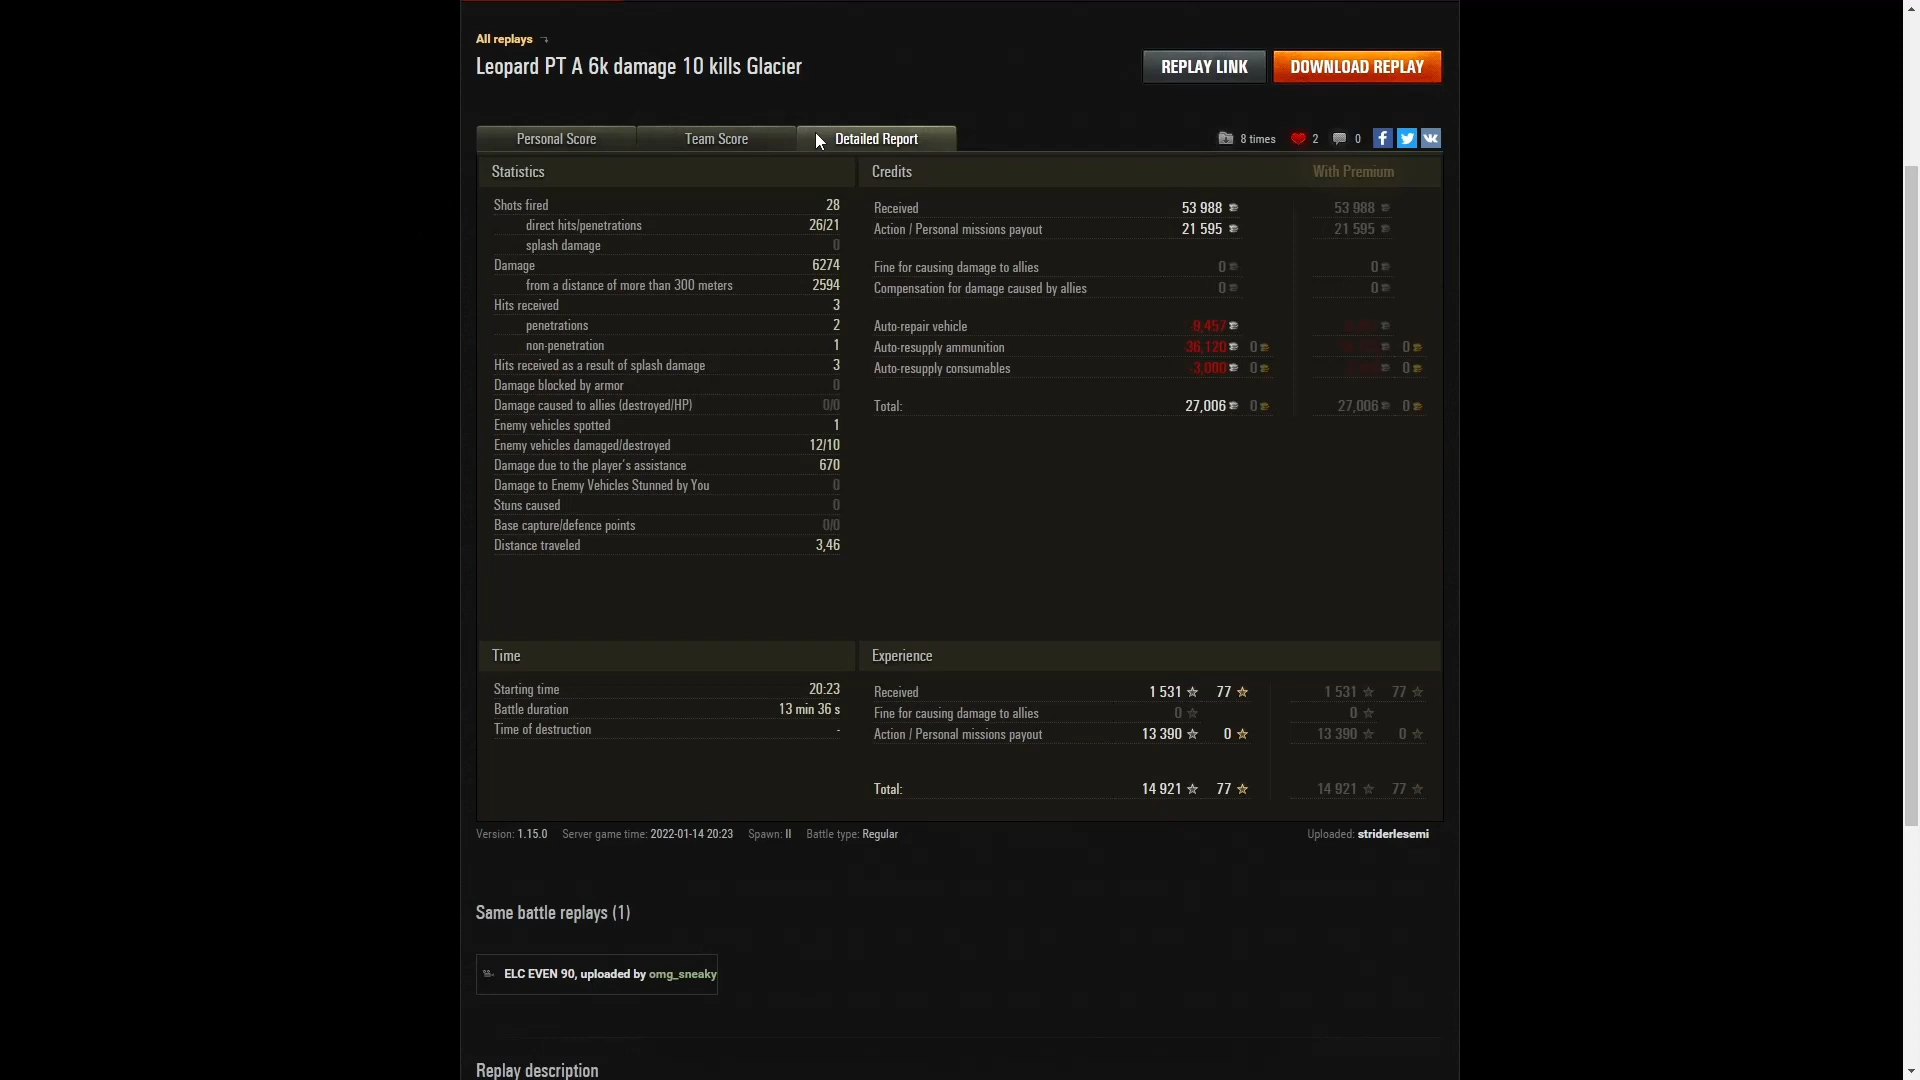 All replays
Leopard PT A 6k damage 10 kills Glacier
REPLAY LINK DOWNLOAD REPLAY
Personal Score Team Score Detailed Report 8 times 2 0
Statistics
Shots fired 28
direct hits/penetrations 26/21
splash damage 0
Damage 6274
from a distance of more than 300 meters 2594
Hits received 3
penetrations 2
non-penetration 1
Hits received as a result of splash damage 3
Damage blocked by armor 0
Damage caused to allies (destroyed/HP) 0/0
Enemy vehicles spotted 1
Enemy vehicles damaged/destroyed 12/10
Damage due to the player's assistance 670
Damage to Enemy Vehicles Stunned by You 0
Stuns caused 0
Base capture/defence points 0/0
Distance traveled 3,46
Credits With Premium
Received 53 988 53 988
Action / Personal missions payout 21 595 21 595
Fine for causing damage to allies 0 0
Compensation for damage caused by allies 0 0
Auto-repair vehicle -9,457
Auto-resupply ammunition -36,120 0 0
Auto-resupply consumables -3,000 0 0
Total: 27,006 0 27,006 0
Time
Starting time 20:23
Battle duration 13 min 36 s
Time of destruction -
Experience
Received 1 531 77 1 531 77
Fine for causing damage to allies 0 0
Action / Personal missions payout 13 390 0 13 390 0
Total: 14 921 77 14 921 77
Version: 1.15.0 Server game time: 2022-01-14 20:23 Spawn: II Battle type: Regular Uploaded: striderlesemi
Same battle replays (1)
ELC EVEN 90, uploaded by omg_sneaky
Replay description